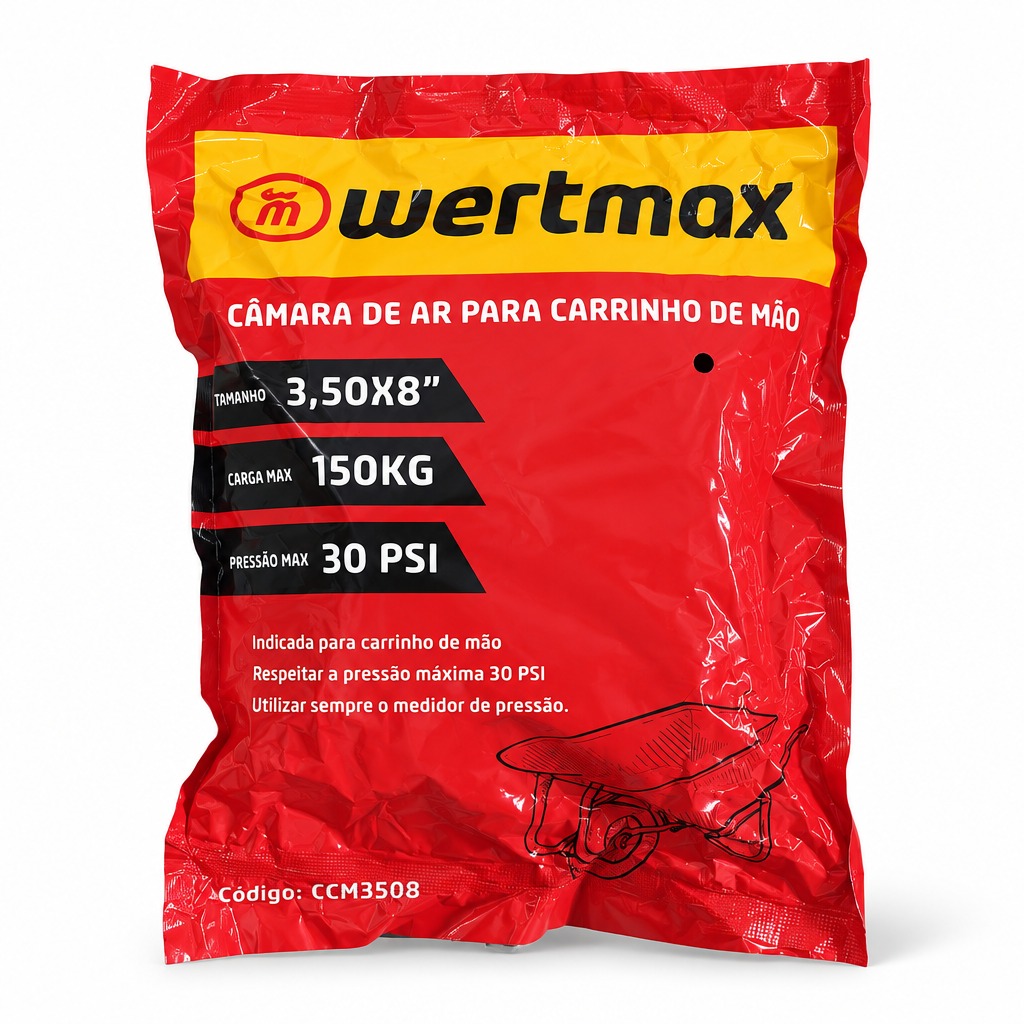 m wertmax
CÂMARA DE AR PARA CARRINHO DE MÃO
TAMANHO 3,50X8”
CARGA MAX 150KG
PRESSÃO MAX 30 PSI
Indicada para carrinho de mão
Respeitar a pressão máxima 30 PSI
Utilizar sempre o medidor de pressão.
Código: CCM3508